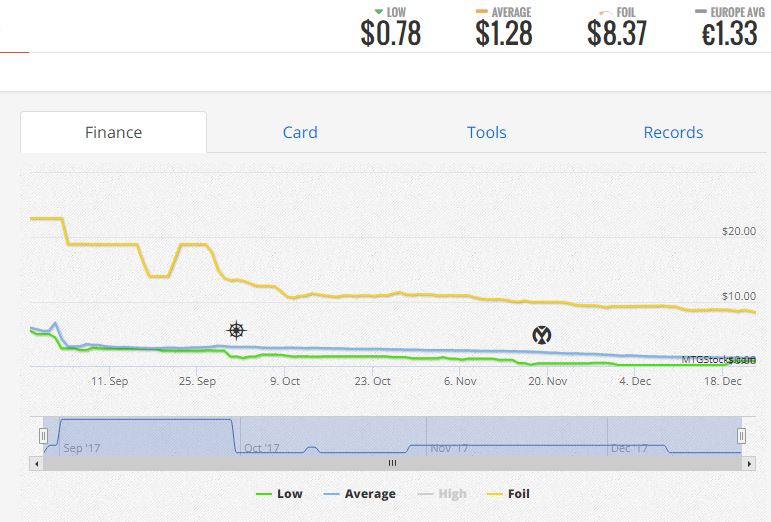 LOW AVERAGE FOIL EUROPE AVG
$0.78 $1.28 $8.37 €1.33
Finance Card Tools Records
$20.00
$10.00
MTGStocks.com
11. Sep 25. Sep 9. Oct 23. Oct 6. Nov 20. Nov 4. Dec 18. Dec
Sep '17 Oct '17 Nov '17 Dec '17
Low Average High Foil